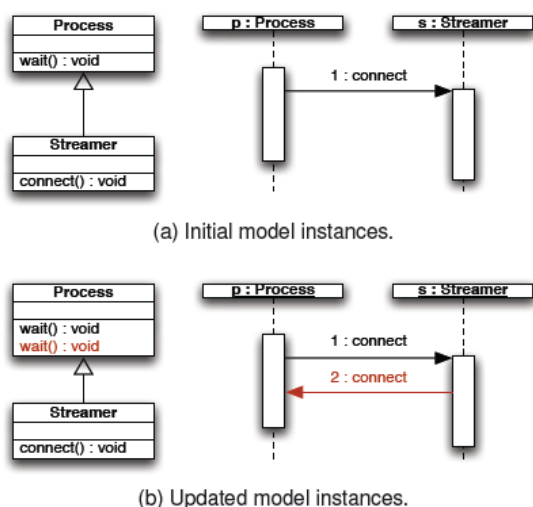 Process
wait() : void
Streamer
connect() : void
p : Process
s : Streamer
1 : connect
(a) Initial model instances.
Process
wait() : void
wait() : void
Streamer
connect() : void
p : Process
s : Streamer
1 : connect
2 : connect
(b) Updated model instances.